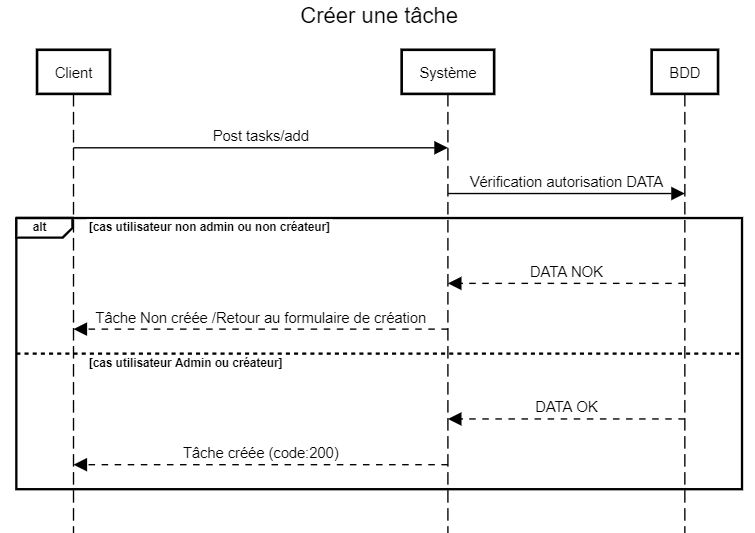 Créer une tâche
Client
Système
BDD
Post tasks/add
Vérification autorisation DATA
alt
[cas utilisateur non admin ou non créateur]
DATA NOK
Tâche Non créée /Retour au formulaire de création
[cas utilisateur Admin ou créateur]
DATA OK
Tâche créée (code:200)